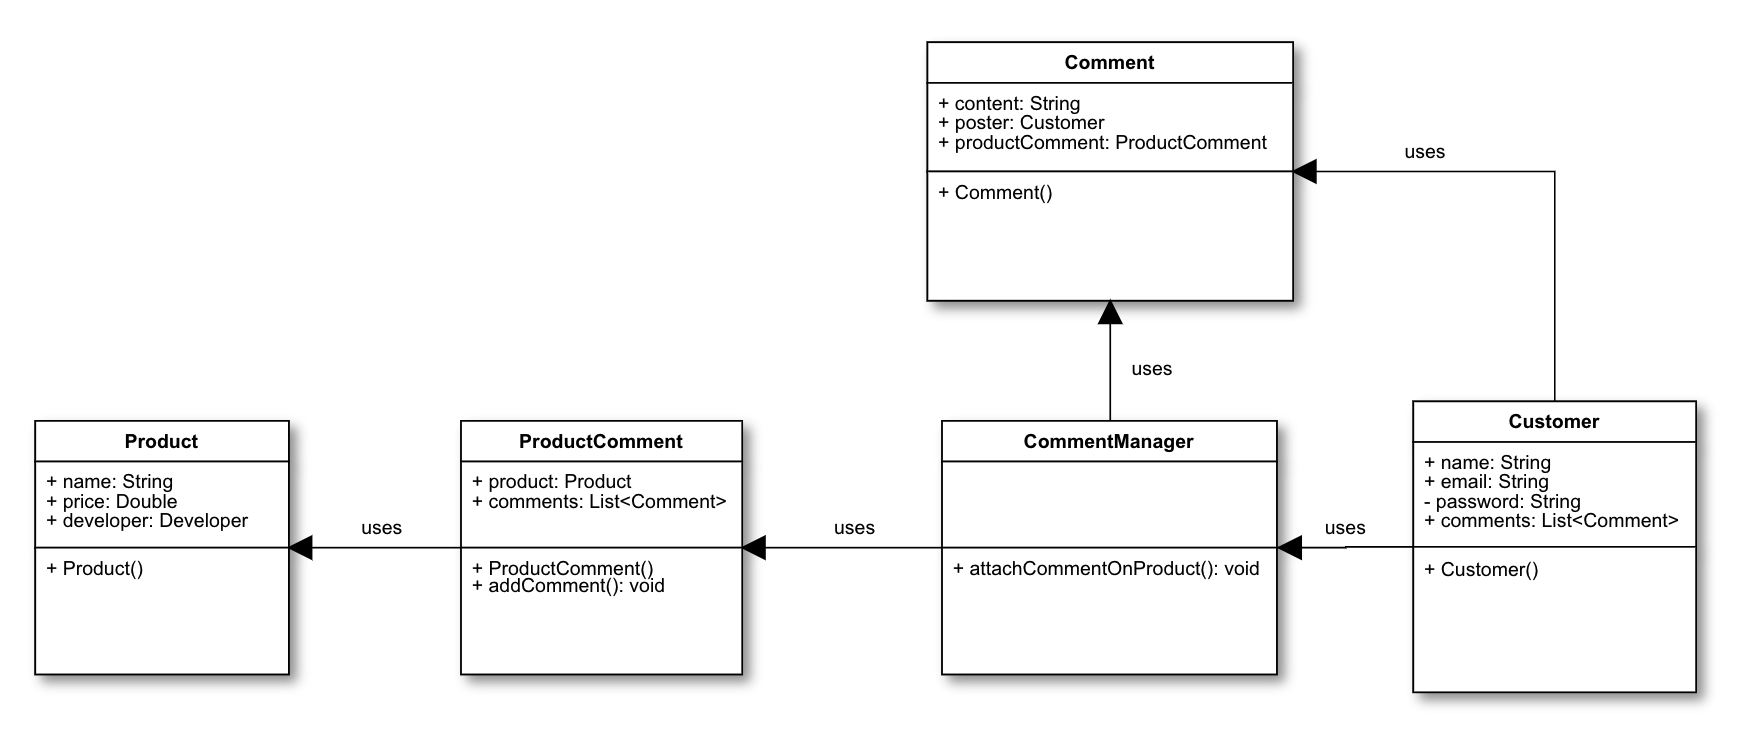 Comment
+ content: String
+ poster: Customer
+ productComment: ProductComment
+ Comment()
uses
uses
Product
+ name: String
+ price: Double
+ developer: Developer
+ Product()
uses
ProductComment
+ product: Product
+ comments: List<Comment>
+ ProductComment()
+ addComment(): void
uses
CommentManager
+ attachCommentOnProduct(): void
uses
Customer
+ name: String
+ email: String
- password: String
+ comments: List<Comment>
+ Customer()